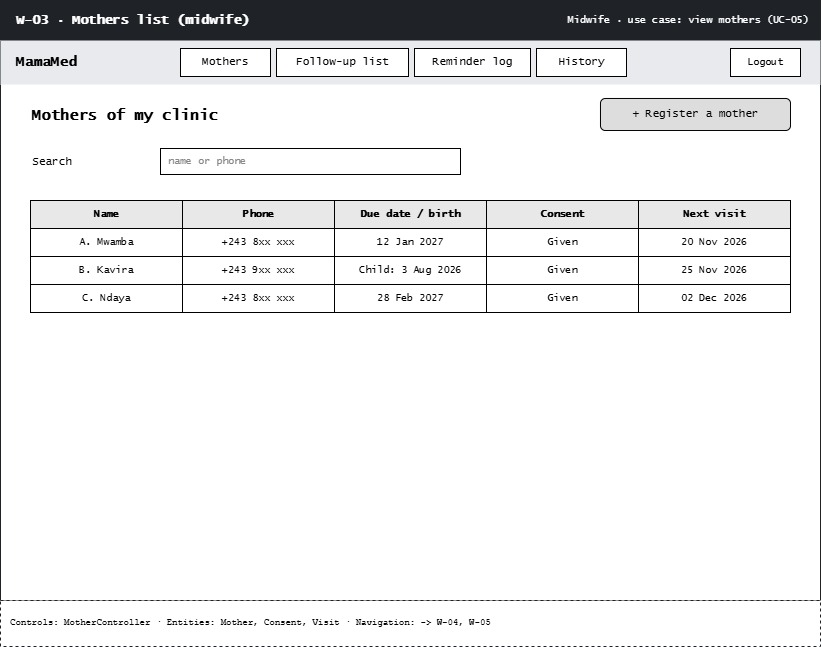 W-03 · Mothers list (midwife)
Midwife · use case: view mothers (UC-05)
MamaMed
Mothers
Follow-up list
Reminder log
History
Logout
Mothers of my clinic
+ Register a mother
Search
name or phone
Name Phone Due date / birth Consent Next visit
A. Mwamba +243 8xx xxx 12 Jan 2027 Given 20 Nov 2026
B. Kavira +243 9xx xxx Child: 3 Aug 2026 Given 25 Nov 2026
C. Ndaya +243 8xx xxx 28 Feb 2027 Given 02 Dec 2026
Controls: MotherController · Entities: Mother, Consent, Visit · Navigation: -> W-04, W-05